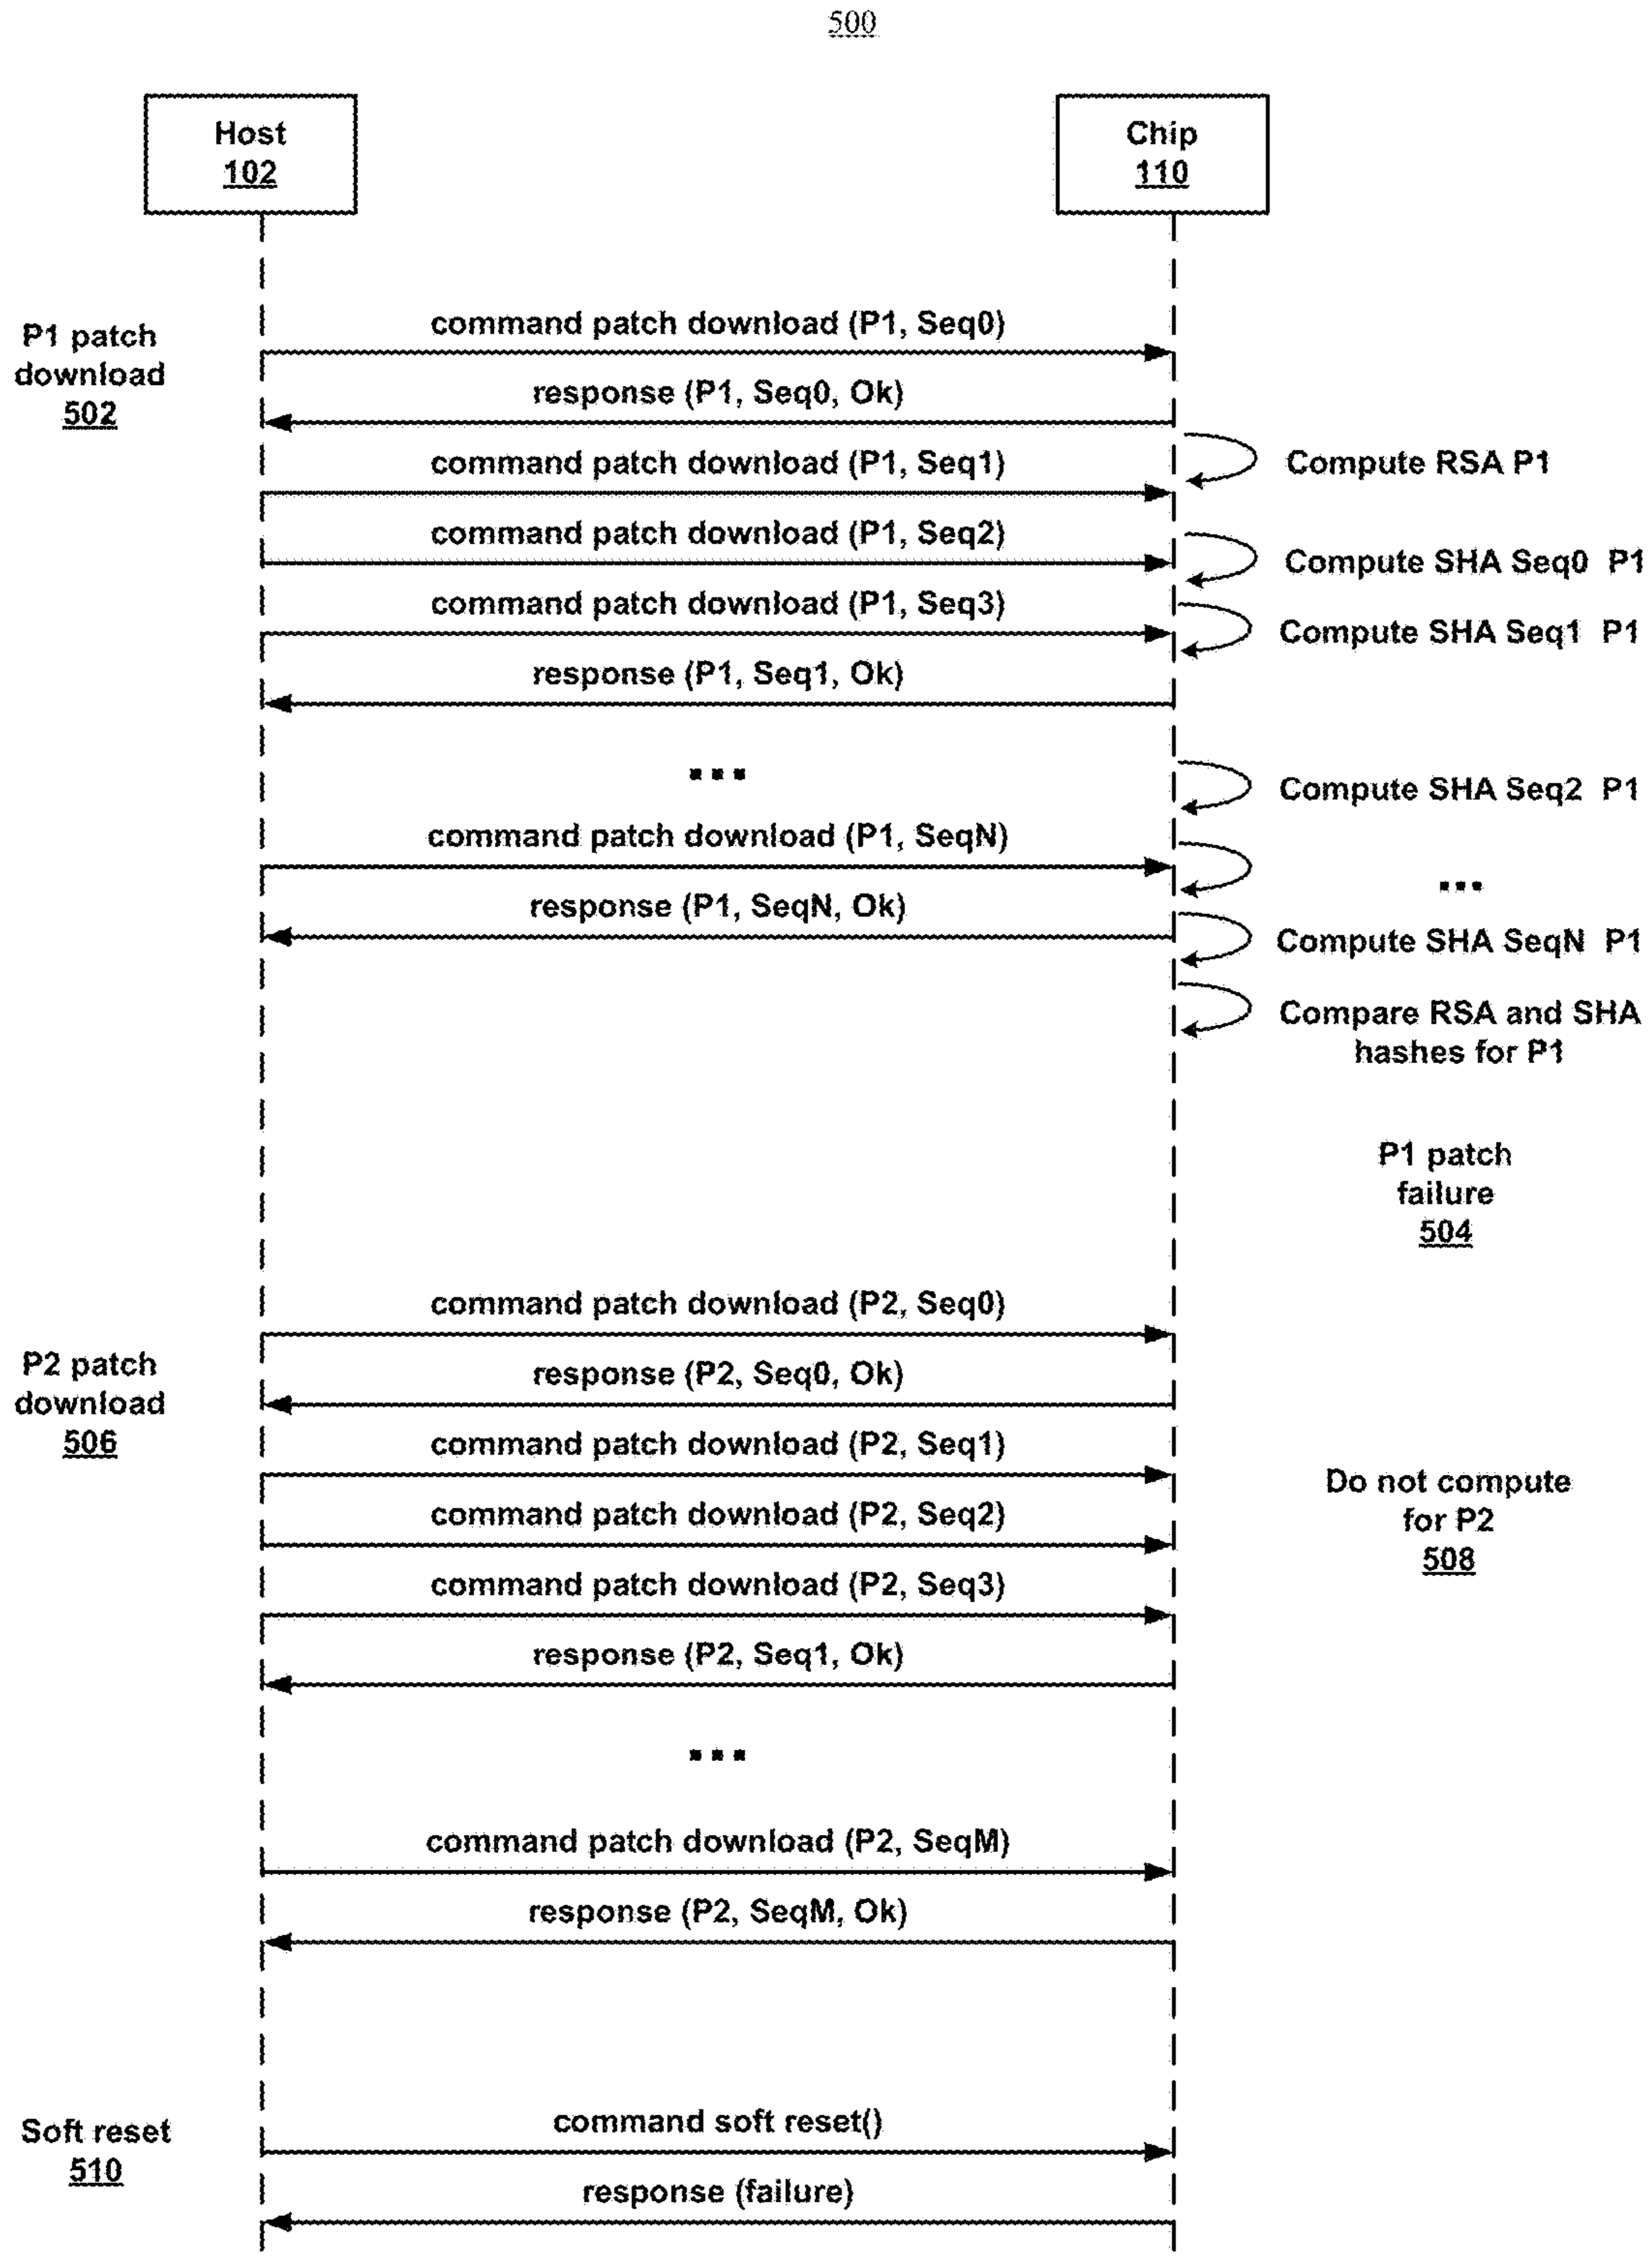 500
Host
102
Chip
110
P1 patch
download
502
command patch download (P1, Seq0)
response (P1, Seq0, Ok)
command patch download (P1, Seq1)
Compute RSA P1
command patch download (P1, Seq2)
Compute SHA Seq0 P1
command patch download (P1, Seq3)
Compute SHA Seq1 P1
response (P1, Seq1, Ok)
...
Compute SHA Seq2 P1
command patch download (P1, SeqN)
...
response (P1, SeqN, Ok)
Compute SHA SeqN P1
Compare RSA and SHA
hashes for P1
P1 patch
failure
504
command patch download (P2, Seq0)
P2 patch
download
506
response (P2, Seq0, Ok)
command patch download (P2, Seq1)
Do not compute
for P2
508
command patch download (P2, Seq2)
command patch download (P2, Seq3)
response (P2, Seq1, Ok)
...
command patch download (P2, SeqM)
response (P2, SeqM, Ok)
Soft reset
510
command soft reset()
response (failure)